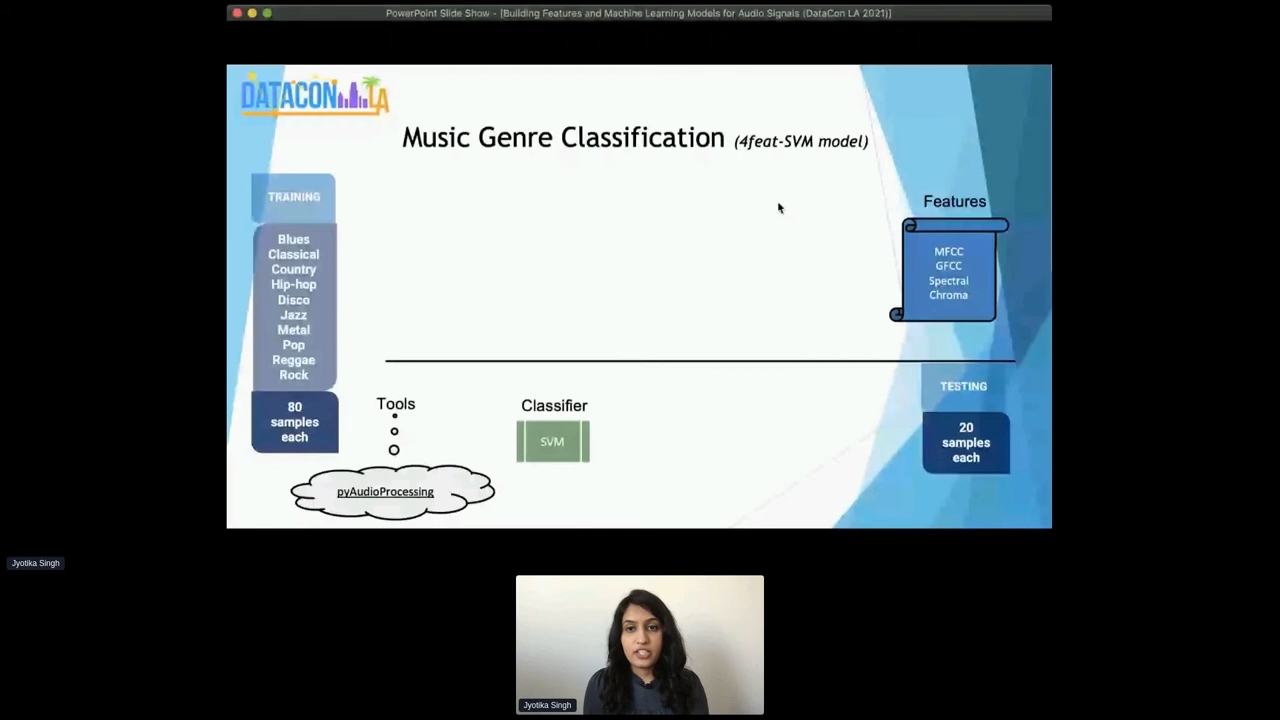 PowerPoint Slide Show - [Building Features and Machine Learning Models for Audio Signals (DataCon LA 2021)]
DATACON LA
Music Genre Classification (4feat-SVM model)
TRAINING
Blues
Classical
Country
Hip-hop
Disco
Jazz
Metal
Pop
Reggae
Rock
80
samples
each
Features
MFCC
GFCC
Spectral
Chroma
Tools
pyAudioProcessing
Classifier
SVM
TESTING
20
samples
each
Jyotika Singh
Jyotika Singh